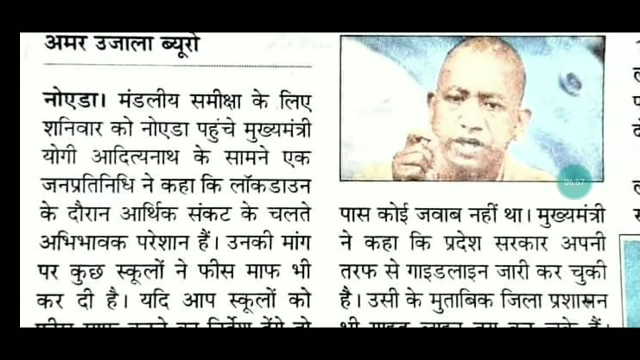 अमर उजाला ब्यूरो
नोएडा। मंडलीय समीक्षा के लिए
शनिवार को नोएडा पहुंचे मुख्यमंत्री
योगी आदित्यनाथ के सामने एक
जनप्रतिनिधि ने कहा कि लॉकडाउन
के दौरान आर्थिक संकट के चलते
अभिभावक परेशान हैं। उनकी मांग
पर कुछ स्कूलों ने फीस माफ भी
कर दी है। यदि आप स्कूलों को
06:57
पास कोई जवाब नहीं था। मुख्यमंत्री
ने कहा कि प्रदेश सरकार अपनी
तरफ से गाइडलाइन जारी कर चुकी
है। उसी के मुताबिक जिला प्रशासन